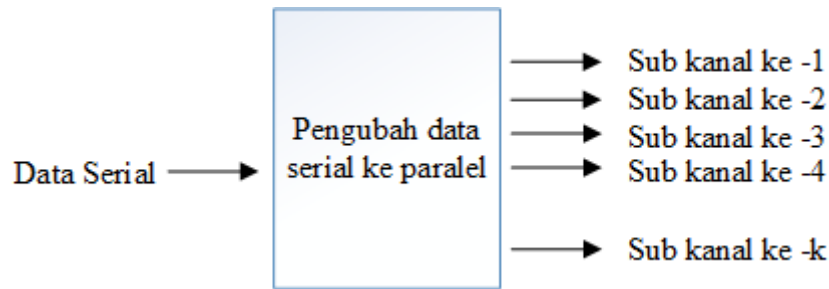 Data Serial
Pengubah data
serial ke paralel
Sub kanal ke -1
Sub kanal ke -2
Sub kanal ke -3
Sub kanal ke -4
Sub kanal ke -k